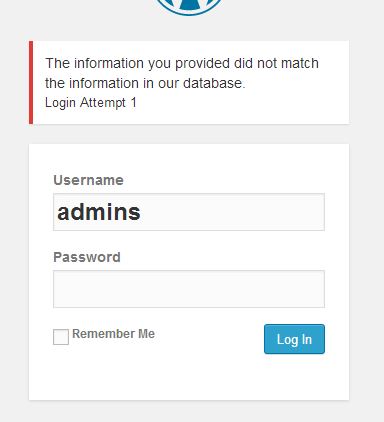 The information you provided did not match
the information in our database.
Login Attempt 1
Username
admins
Password
Remember Me
Log In